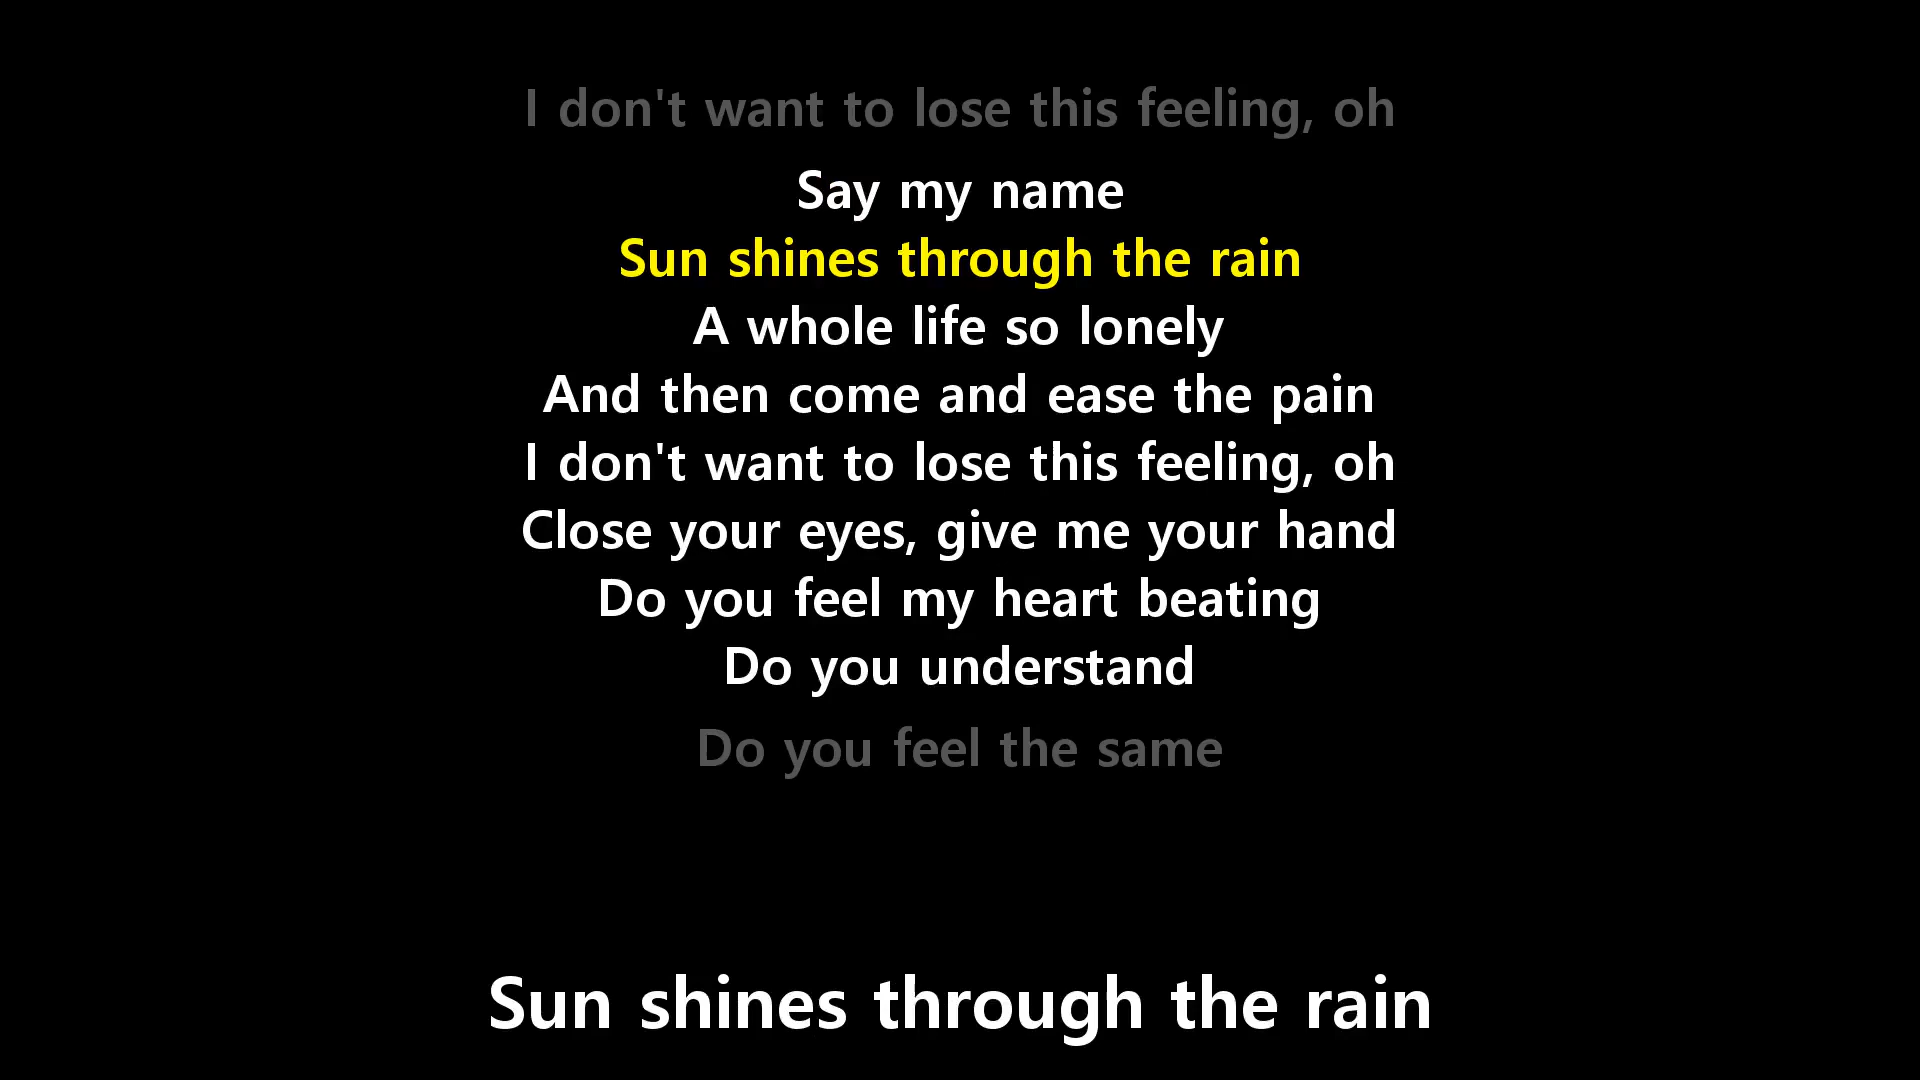 I don't want to lose this feeling, oh
Say my name
Sun shines through the rain
A whole life so lonely
And then come and ease the pain
I don't want to lose this feeling, oh
Close your eyes, give me your hand
Do you feel my heart beating
Do you understand
Do you feel the same
Sun shines through the rain